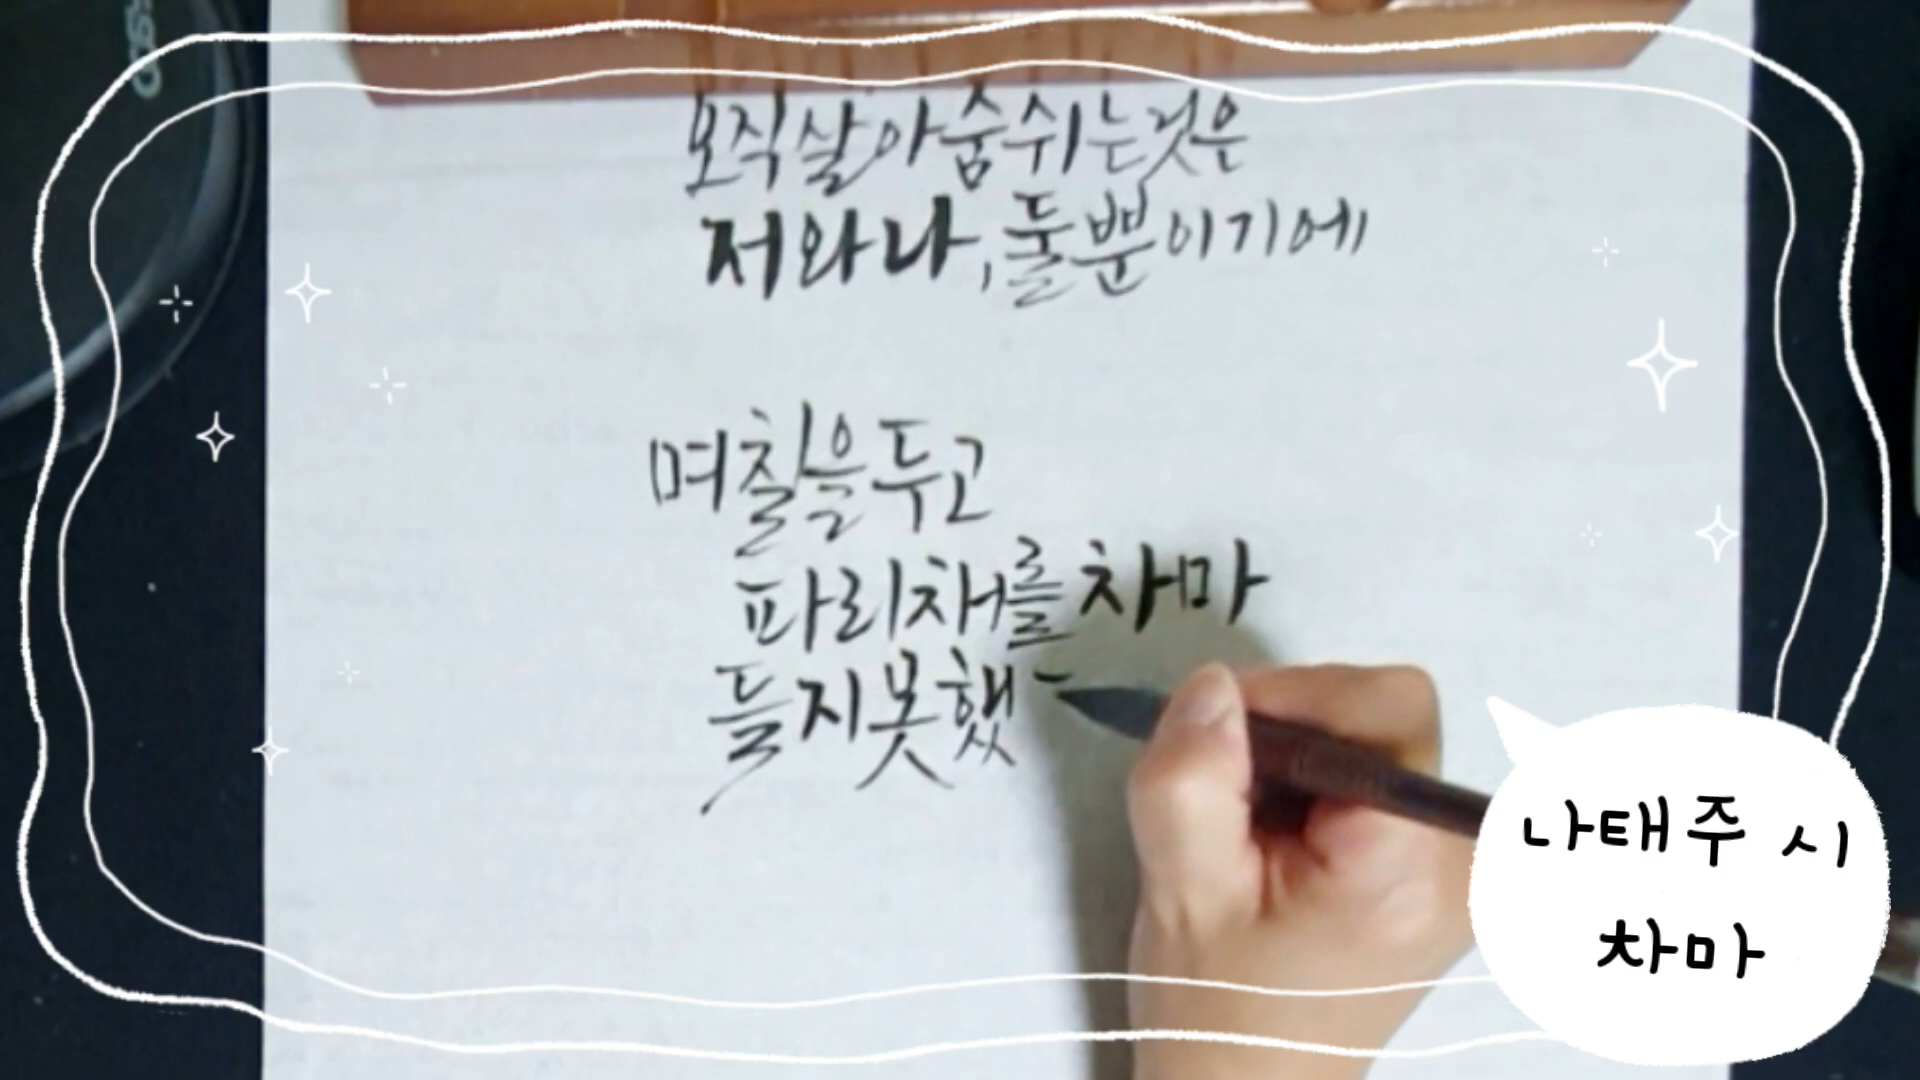 오직 살아 숨쉬는 것은
저와 나, 둘뿐이기에
며칠을 두고
파리채를 차마
들지 못했
나태주 시
차마